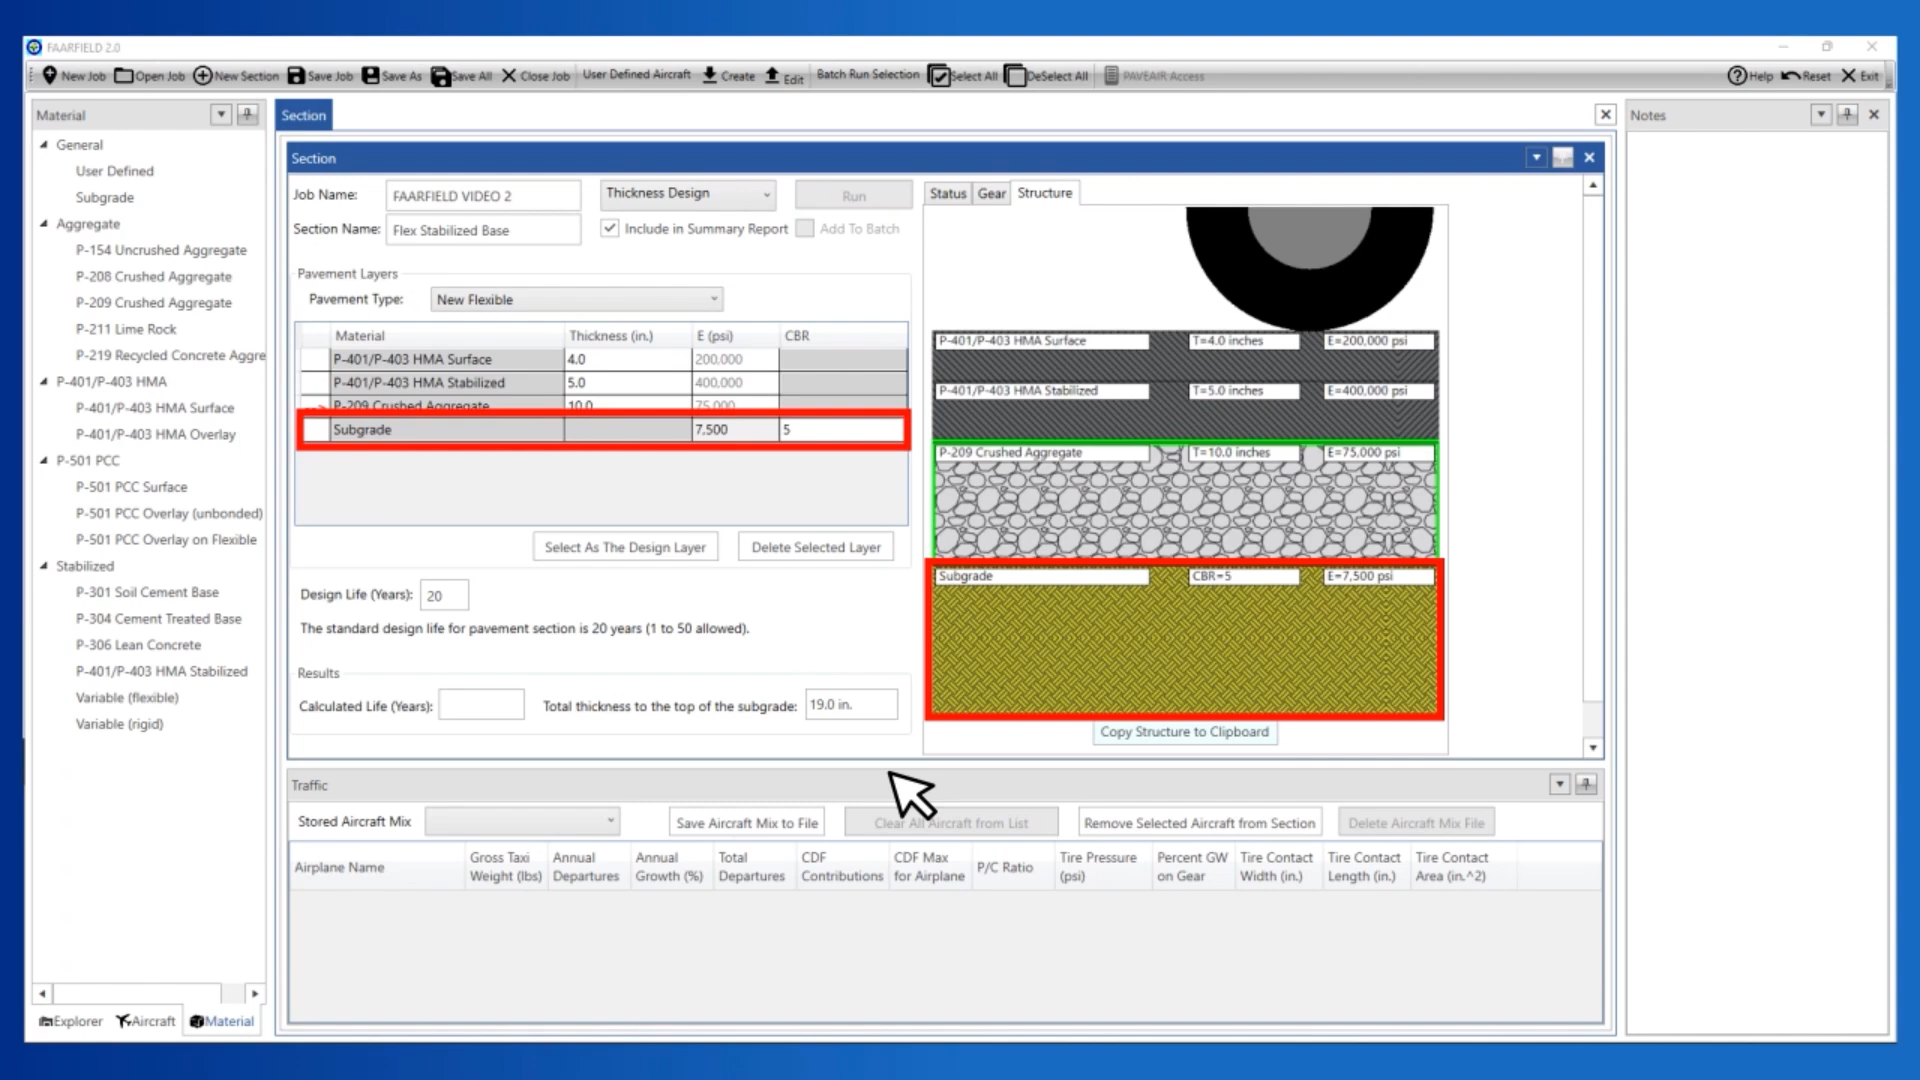 FAARFIELD 2.0
New Job Open Job New Section Save Job Save As Save All Close Job User Defined Aircraft Create Edit Batch Run Selection Select All DeSelect All PAVEAIR Access Help Reset Exit
Material
General
User Defined
Subgrade
Aggregate
P-154 Uncrushed Aggregate
P-208 Crushed Aggregate
P-209 Crushed Aggregate
P-211 Lime Rock
P-219 Recycled Concrete Aggre
P-401/P-403 HMA
P-401/P-403 HMA Surface
P-401/P-403 HMA Overlay
P-501 PCC
P-501 PCC Surface
P-501 PCC Overlay (unbonded)
P-501 PCC Overlay on Flexible
Stabilized
P-301 Soil Cement Base
P-304 Cement Treated Base
P-306 Lean Concrete
P-401/P-403 HMA Stabilized
Variable (flexible)
Variable (rigid)
Explorer Aircraft Material
Section
Section
Job Name: FAARFIELD VIDEO 2 Thickness Design Run
Section Name: Flex Stabilized Base Include in Summary Report Add To Batch
Pavement Layers
Pavement Type: New Flexible
Material Thickness (in.) E (psi) CBR
P-401/P-403 HMA Surface 4.0 200,000
P-401/P-403 HMA Stabilized 5.0 400,000
--> P-209 Crushed Aggregate 10.0 75,000
Subgrade 7,500 5
Select As The Design Layer Delete Selected Layer
Design Life (Years): 20
The standard design life for pavement section is 20 years (1 to 50 allowed).
Results
Calculated Life (Years): Total thickness to the top of the subgrade: 19.0 in.
Status Gear Structure
P-401/P-403 HMA Surface T=4.0 inches E=200,000 psi
P-401/P-403 HMA Stabilized T=5.0 inches E=400,000 psi
P-209 Crushed Aggregate T=10.0 inches E=75,000 psi
Subgrade CBR=5 E=7,500 psi
Copy Structure to Clipboard
Traffic
Stored Aircraft Mix Save Aircraft Mix to File Clear All Aircraft from List Remove Selected Aircraft from Section Delete Aircraft Mix File
Airplane Name Gross Taxi Weight (lbs) Annual Departures Annual Growth (%) Total Departures CDF Contributions CDF Max for Airplane P/C Ratio Tire Pressure (psi) Percent GW on Gear Tire Contact Width (in.) Tire Contact Length (in.) Tire Contact Area (in.^2)
Notes